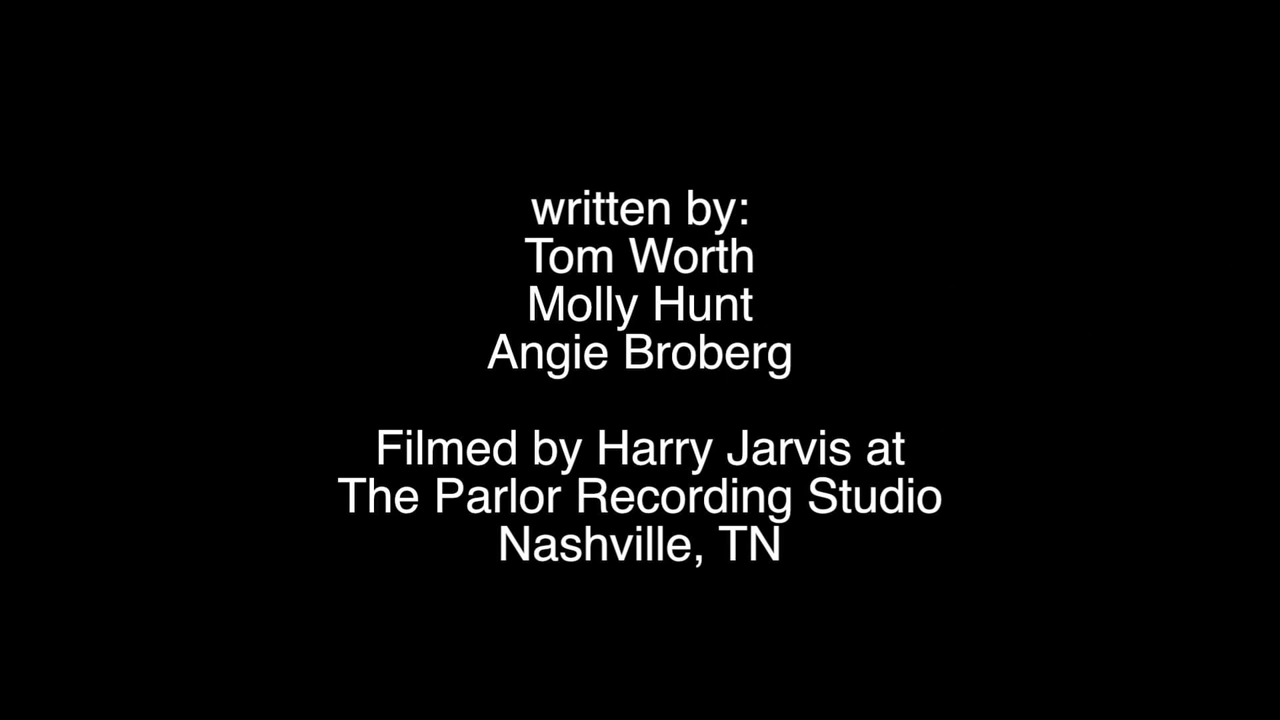 written by:
Tom Worth
Molly Hunt
Angie Broberg
Filmed by Harry Jarvis at
The Parlor Recording Studio
Nashville, TN